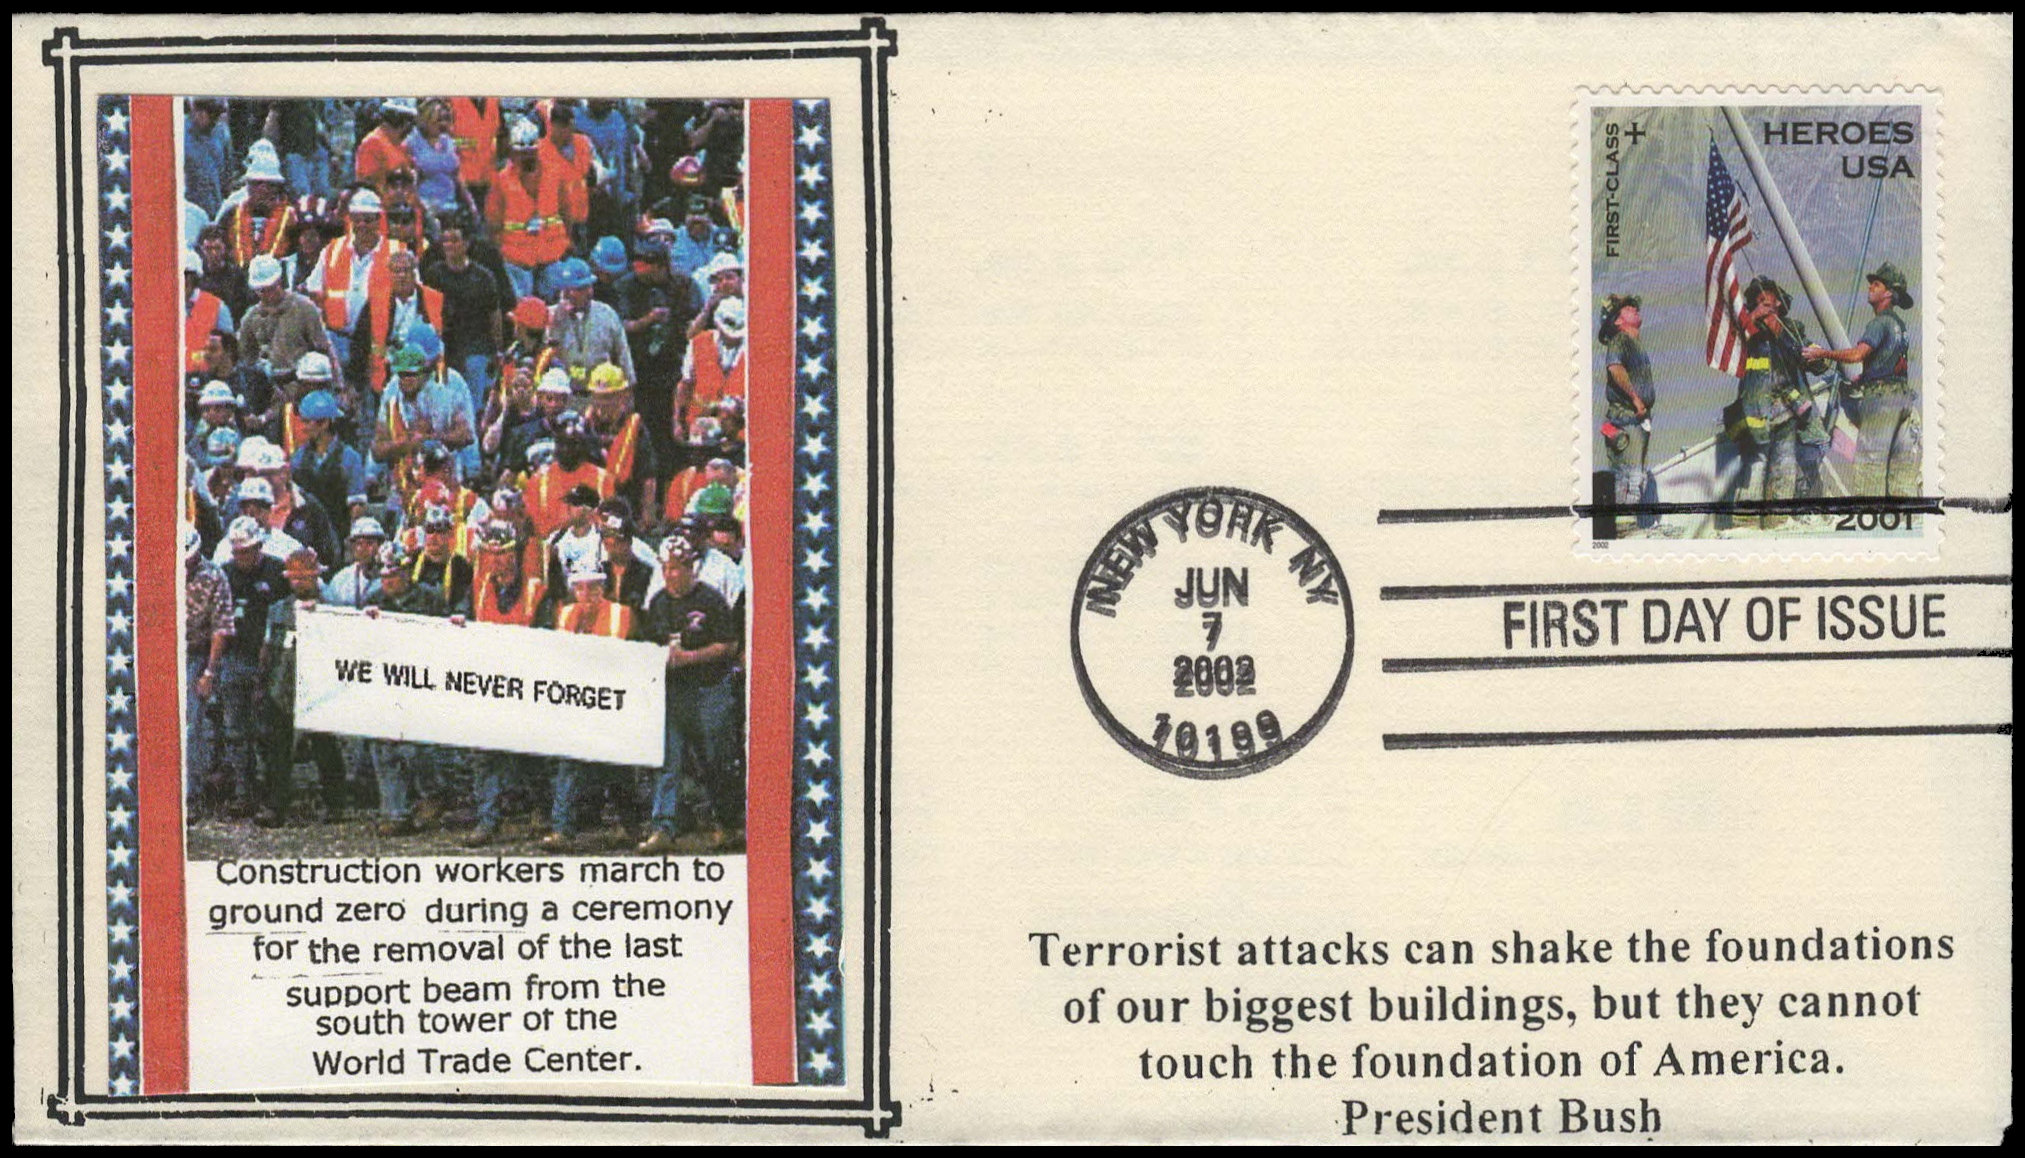 WE WILL NEVER FORGET
Construction workers march to
ground zero during a ceremony
for the removal of the last
support beam from the
south tower of the
World Trade Center.
FIRST-CLASS
+
HEROES
USA
2001
2002
NEW YORK NY
JUN
7
2002
10199
FIRST DAY OF ISSUE
Terrorist attacks can shake the foundations
of our biggest buildings, but they cannot
touch the foundation of America.
President Bush